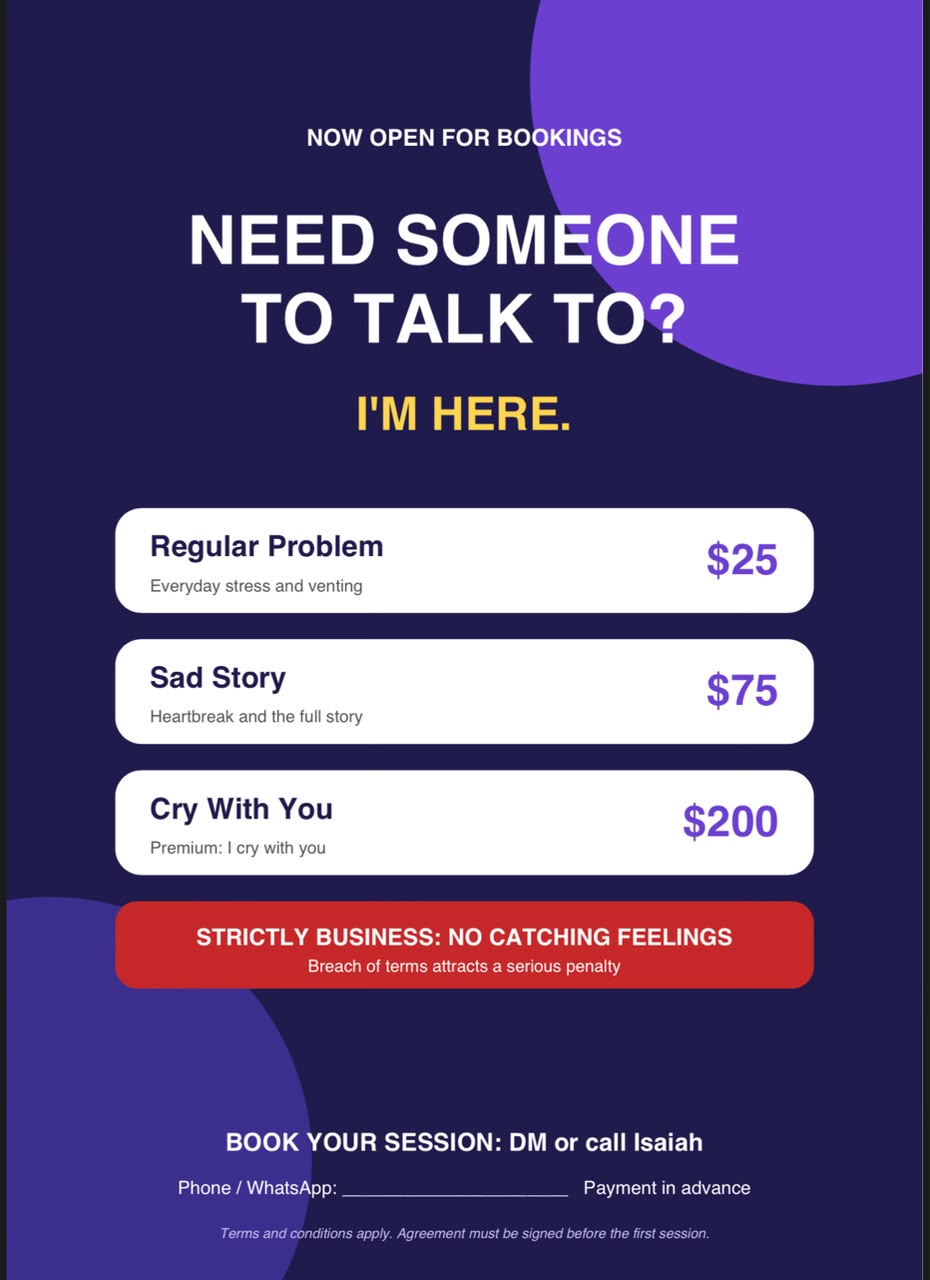 NOW OPEN FOR BOOKINGS
NEED SOMEONE
TO TALK TO?
I'M HERE.
Regular Problem
Everyday stress and venting
$25
Sad Story
Heartbreak and the full story
$75
Cry With You
Premium: I cry with you
$200
STRICTLY BUSINESS: NO CATCHING FEELINGS
Breach of terms attracts a serious penalty
BOOK YOUR SESSION: DM or call Isaiah
Phone / WhatsApp: ________________________ Payment in advance
Terms and conditions apply. Agreement must be signed before the first session.